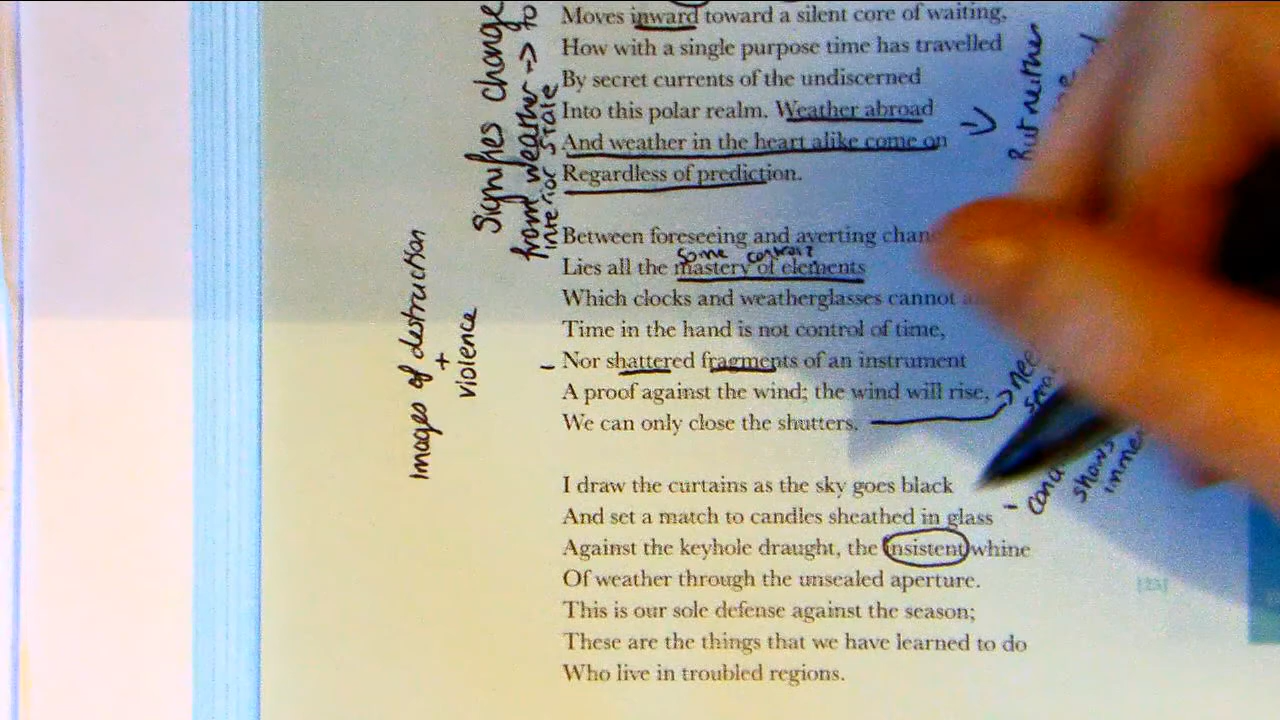 Moves inward toward a silent core of waiting,
How with a single purpose time has travelled
By secret currents of the undiscerned
Into this polar realm. Weather abroad
And weather in the heart alike come on
Regardless of prediction.
Signifies change
from weather -> to
interior state
But neither
Between foreseeing and averting
some control?
Lies all the mastery of elements
Which clocks and weatherglasses cannot
Time in the hand is not control of time,
Nor shattered fragments of an instrument
A proof against the wind; the wind will rise,
We can only close the shutters.
Images of destruction
+
violence
I draw the curtains as the sky goes black
And set a match to candles sheathed in glass
Against the keyhole draught, the insistent whine
Of weather through the unsealed aperture.
[25]
This is our sole defense against the season;
These are the things that we have learned to do
Who live in troubled regions.
shows